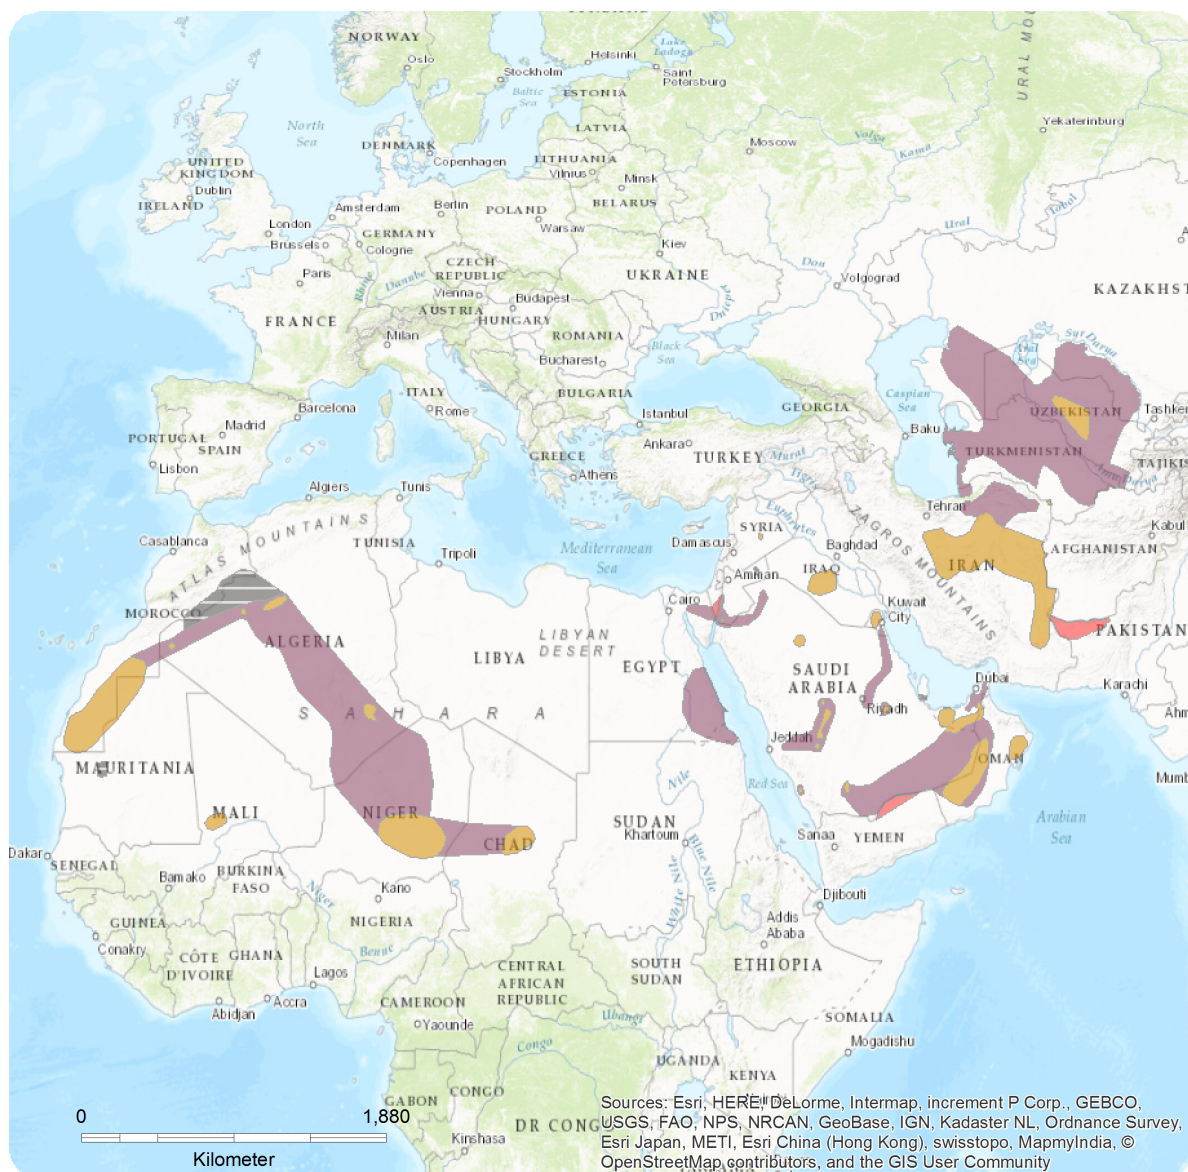 NORWAY
Oslo
Helsinki
Lake
Ladoga
Stockholm
Saint
Petersburg
Baltic
Sea
ESTONIA
URAL MOU
North
Sea
LATVIA
Yekaterinburg
DENMARK
Copenhagen
Moscow
Volga
Kama
UNITED
KINGDOM
LITHUANIA
Vilnius
Minsk
Dublin
IRELAND
Amsterdam
Berlin
POLAND
BELARUS
Tobol
London
Brussels
GERMANY
Cologne
Warsaw
Kiev
Ural
Paris
Rhine
Danube
CZECH
REPUBLIC
UKRAINE
Don
Volgograd
Vienna
Budapest
Dnieper
KAZAKHST
FRANCE
AUSTRIA
HUNGARY
Milan
ROMANIA
Black
Sea
Aral
Sea
Syr Darya
Bucharest
ITALY
BULGARIA
Caspian
Sea
Barcelona
Rome
Istanbul
GEORGIA
UZBEKISTAN
Tashken
Madrid
PORTUGAL
SPAIN
Ankara
Baku
Lisbon
GREECE
TURKEY
Murat
TURKMENISTAN
TAJIKIS
Athens
Tigris
Amu Darya
Algiers
Tunis
Tehran
ATLAS MOUNTAINS
Euphrates
ZAGROS MOUNTAINS
Casablanca
TUNISIA
Tripoli
Mediterranean
Sea
SYRIA
Damascus
Baghdad
Kabul
AFGHANISTAN
IRAQ
IRAN
Amman
MOROCCO
Cairo
Kuwait
City
PAKISTAN
ALGERIA
LIBYAN
DESERT
LIBYA
EGYPT
SAUDI
ARABIA
Dubai
Karachi
SAHARA
Riyadh
Ahm
Jeddah
MAURITANIA
OMAN
Nile
Red Sea
Mumb
MALI
NIGER
SUDAN
Arabian
Sea
Khartoum
Sanaa
YEMEN
CHAD
Dakar
SENEGAL
Bamako
BURKINA
FASO
Kano
White Nile
Blue Nile
Niger
Djibouti
GUINEA
NIGERIA
Addis
Ababa
Conakry
CÔTE
D'IVOIRE
GHANA
Benue
Lagos
CENTRAL
AFRICAN
REPUBLIC
SOUTH
SUDAN
ETHIOPIA
Accra
Abidjan
CAMEROON
Yaounde
Ubangi
SOMALIA
Congo
Mogadishu
UGANDA
KENYA
GABON
CONGO
DR CONG
Kinshasa
0 1,880
Kilometer
Sources: Esri, HERE, DeLorme, Intermap, increment P Corp., GEBCO,
USGS, FAO, NPS, NRCAN, GeoBase, IGN, Kadaster NL, Ordnance Survey,
Esri Japan, METI, Esri China (Hong Kong), swisstopo, MapmyIndia, ©
OpenStreetMap contributors, and the GIS User Community